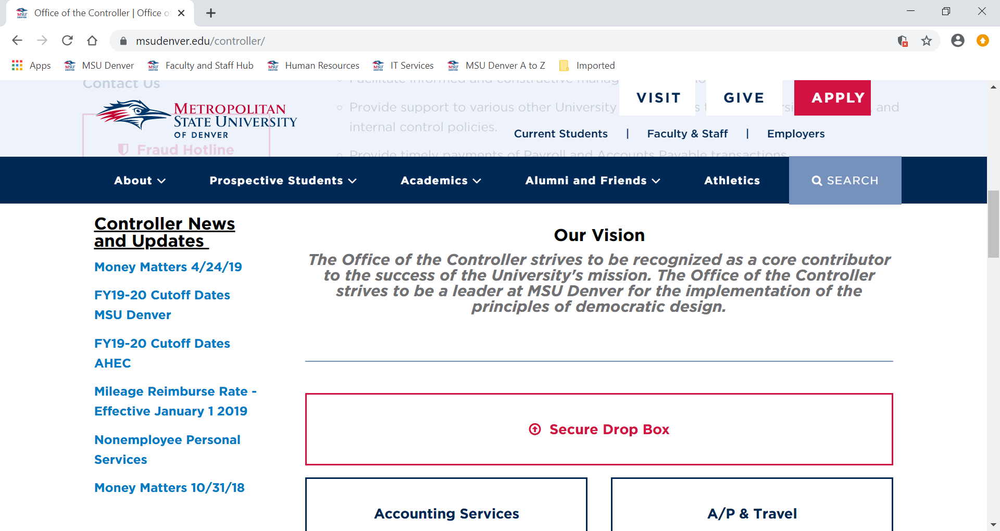 Office of the Controller | Office o
msudenver.edu/controller/
Apps
MSU Denver
Faculty and Staff Hub
Human Resources
IT Services
MSU Denver A to Z
Imported
Contact Us
Facilitate informed and constructive
VISIT
GIVE
APPLY
METROPOLITAN
STATE UNIVERSITY
OF DENVER
Provide support to various other University
and
internal control policies.
Current Students | Faculty & Staff | Employers
Fraud Hotline
Provide timely payments of Payroll and Accounts Payable transactions
About
Prospective Students
Academics
Alumni and Friends
Athletics
SEARCH
Controller News
and Updates
Money Matters 4/24/19
FY19-20 Cutoff Dates
MSU Denver
FY19-20 Cutoff Dates
AHEC
Mileage Reimburse Rate -
Effective January 1 2019
Nonemployee Personal
Services
Money Matters 10/31/18
Our Vision
The Office of the Controller strives to be recognized as a core contributor
to the success of the University's mission. The Office of the Controller
strives to be a leader at MSU Denver for the implementation of the
principles of democratic design.
Secure Drop Box
Accounting Services
A/P & Travel